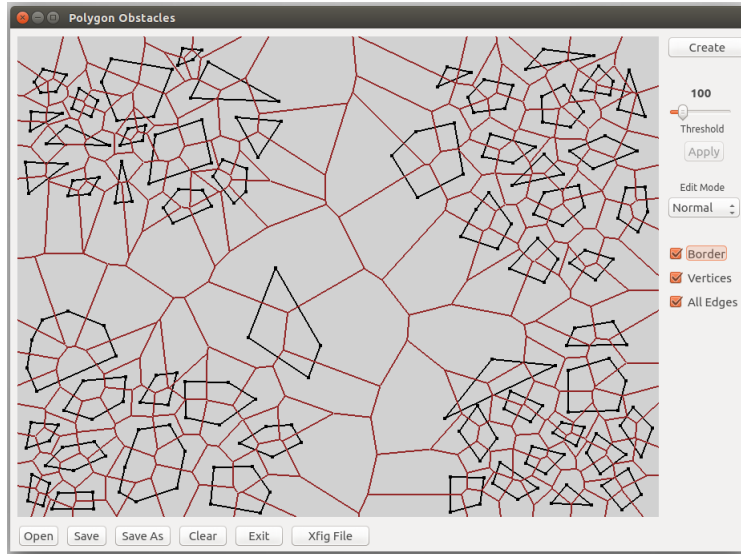 Polygon Obstacles
Create
100
Threshold
Apply
Edit Mode
Normal
Border
Vertices
All Edges
Open Save Save As Clear Exit Xfig File